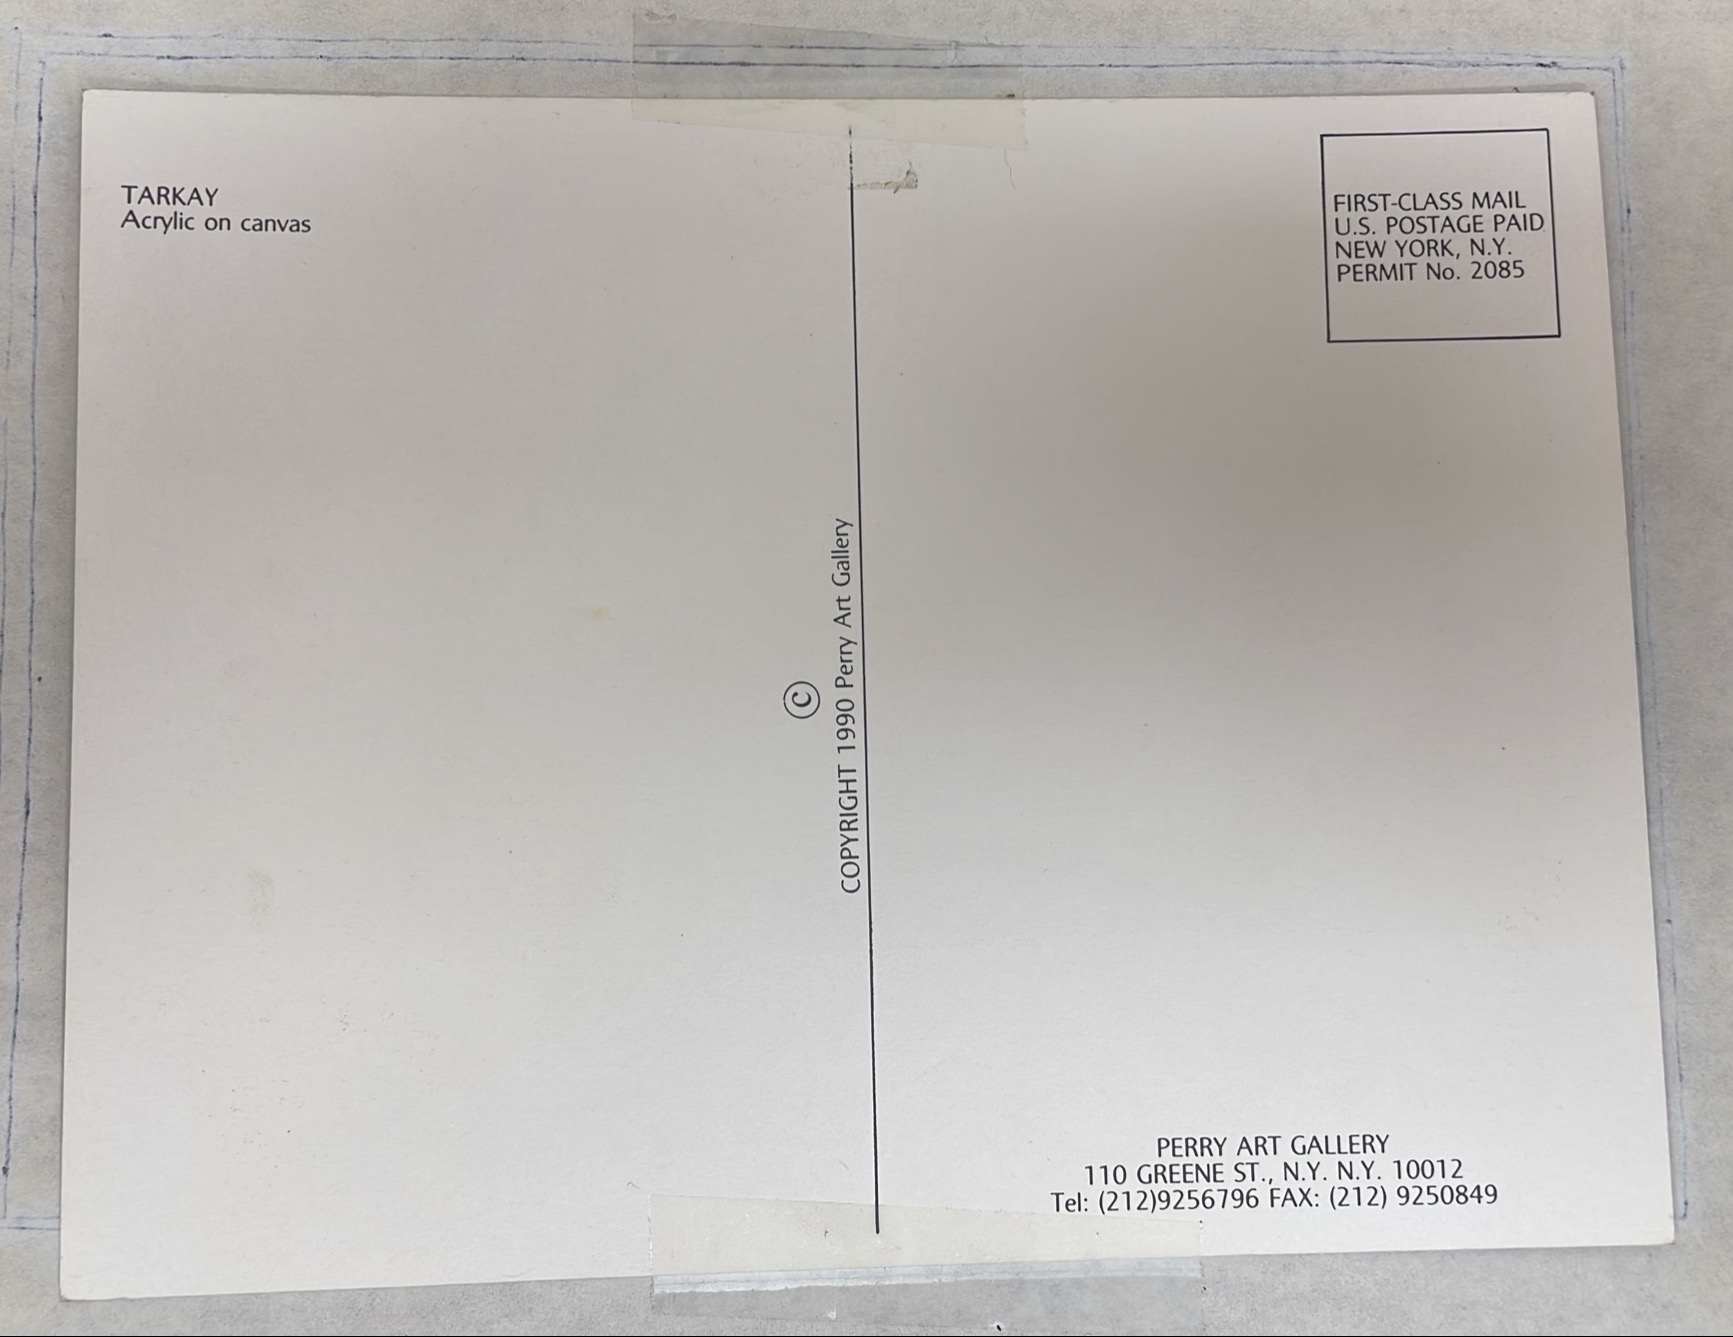 TARKAY
Acrylic on canvas
FIRST-CLASS MAIL
U.S. POSTAGE PAID
NEW YORK, N.Y.
PERMIT No. 2085
©
COPYRIGHT 1990 Perry Art Gallery
PERRY ART GALLERY
110 GREENE ST., N.Y. N.Y. 10012
Tel: (212)9256796 FAX: (212) 9250849